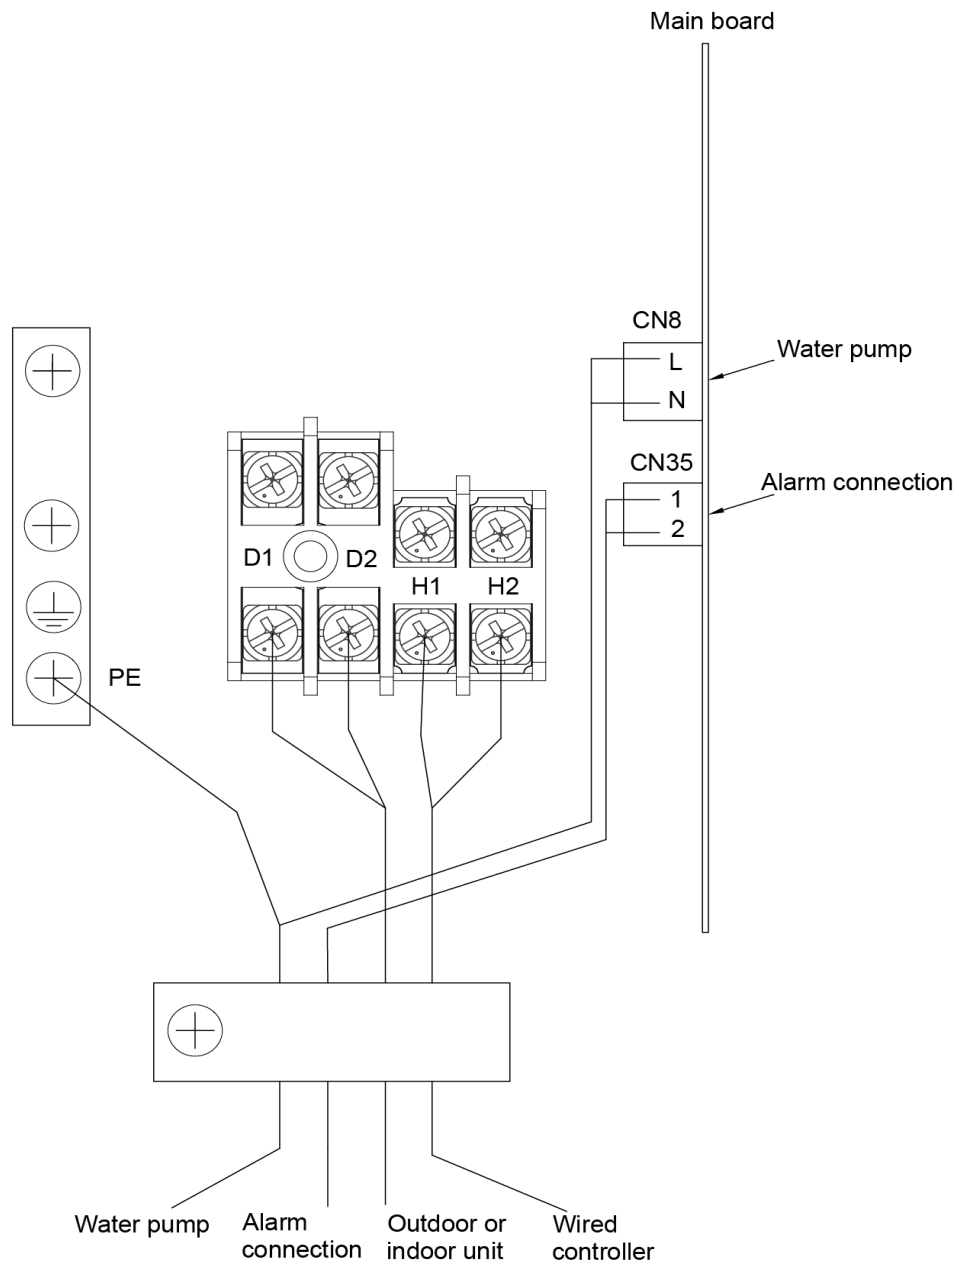 Main board
CN8
L
Water pump
N
CN35
1
Alarm connection
2
D1
D2
H1
H2
PE
Water pump
Alarm
connection
Outdoor or
indoor unit
Wired
controller